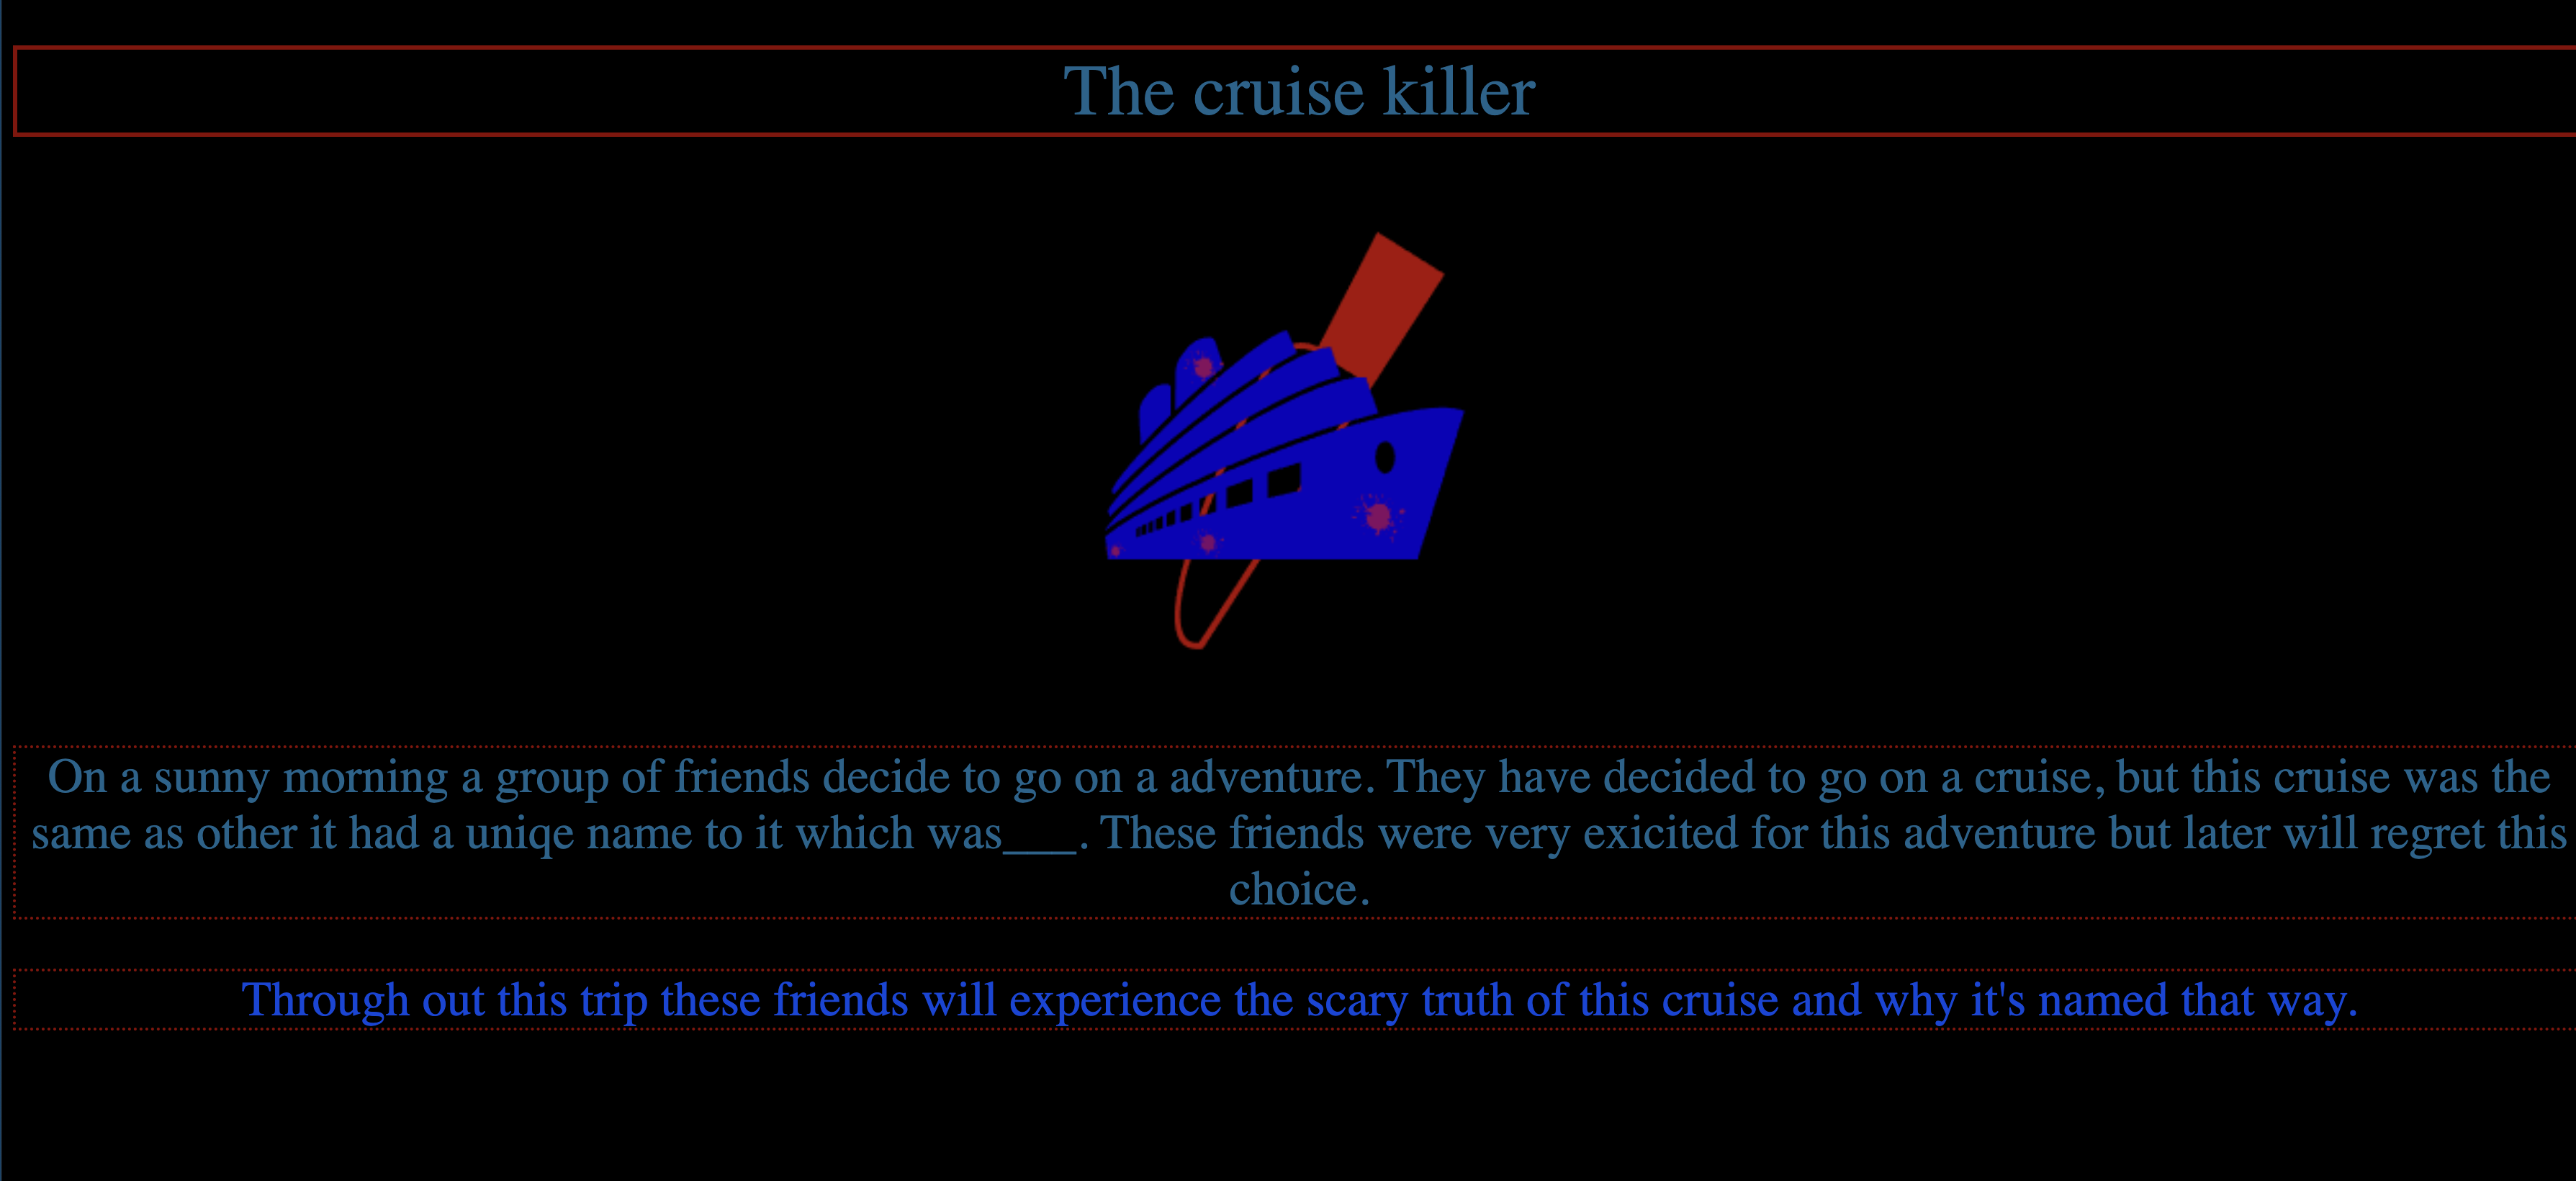 The cruise killer
On a sunny morning a group of friends decide to go on a adventure. They have decided to go on a cruise, but this cruise was the
same as other it had a uniqe name to it which was___. These friends were very exicited for this adventure but later will regret this
choice.
Through out this trip these friends will experience the scary truth of this cruise and why it's named that way.